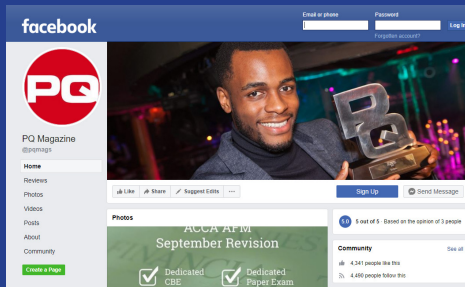 Email or phone
Password
facebook
Log In
Forgotten account?
PQ
PQ Magazine
@pqmags
Home
Reviews
Photos
Videos
Posts
About
Community
Create a Page
PQ
Like
Share
Suggest Edits
Sign Up
Send Message
Photos
ACCA AFM
September Revision
Dedicated
CBE
Dedicated
Paper Exam
5.0
5 out of 5 · Based on the opinion of 3 people
Community
See all
4,341 people like this
4,490 people follow this